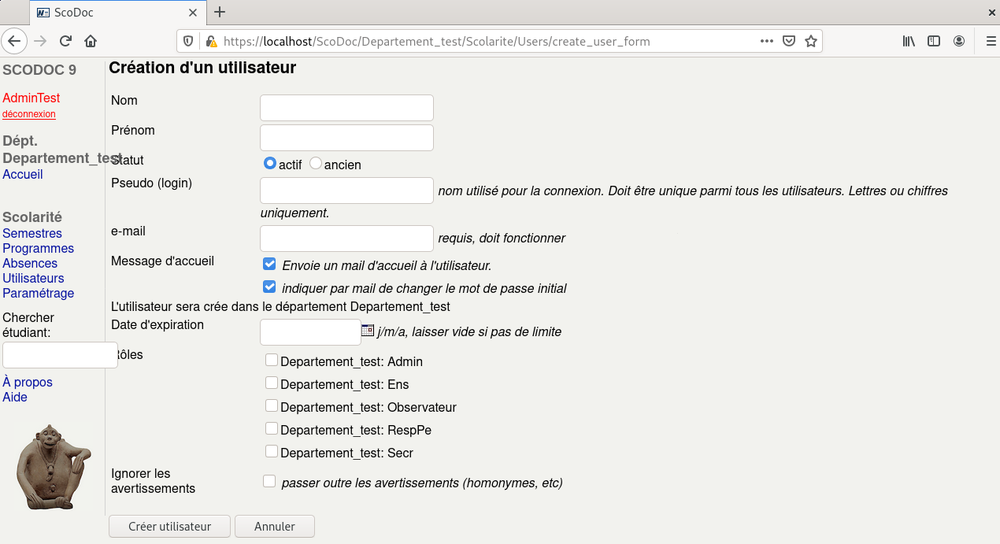 ScoDoc
https://localhost/ScoDoc/Departement_test/Scolarite/Users/create_user_form
SCODOC 9
AdminTest
déconnexion
Dépt.
Departement_test
Accueil
Scolarité
Semestres
Programmes
Absences
Utilisateurs
Paramétrage
Chercher
étudiant:
À propos
Aide
Création d'un utilisateur
Nom
Prénom
Statut
actif ancien
Pseudo (login)
nom utilisé pour la connexion. Doit être unique parmi tous les utilisateurs. Lettres ou chiffres
uniquement.
e-mail
requis, doit fonctionner
Message d'accueil
Envoie un mail d'accueil à l'utilisateur.
indiquer par mail de changer le mot de passe initial
L'utilisateur sera crée dans le département Departement_test
Date d'expiration
j/m/a, laisser vide si pas de limite
Rôles
Departement_test: Admin
Departement_test: Ens
Departement_test: Observateur
Departement_test: RespPe
Departement_test: Secr
Ignorer les
avertissements
passer outre les avertissements (homonymes, etc)
Créer utilisateur
Annuler